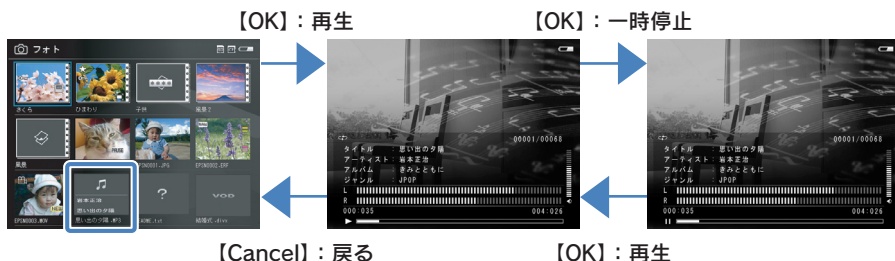 【OK】：再生
【OK】：一時停止
フォト
さくら
ひまわり
子供
風景2
風景
PAUSE
EPSN0001.JPG
EPSN0002.ERF
岩本正治
思い出の夕陽
?
VOD
EPSN0003.MOV
思い出の夕陽.MP3
結婚式.divx
00001/00068
タイトル　：思い出の夕陽
アーティスト：岩本正治
アルバム　：きみとともに
ジャンル　：JPOP
L
R
000:035
004:026
00001/00068
タイトル　：思い出の夕陽
アーティスト：岩本正治
アルバム　：きみとともに
ジャンル　：JPOP
L
R
000:035
004:026
【Cancel】：戻る
【OK】：再生